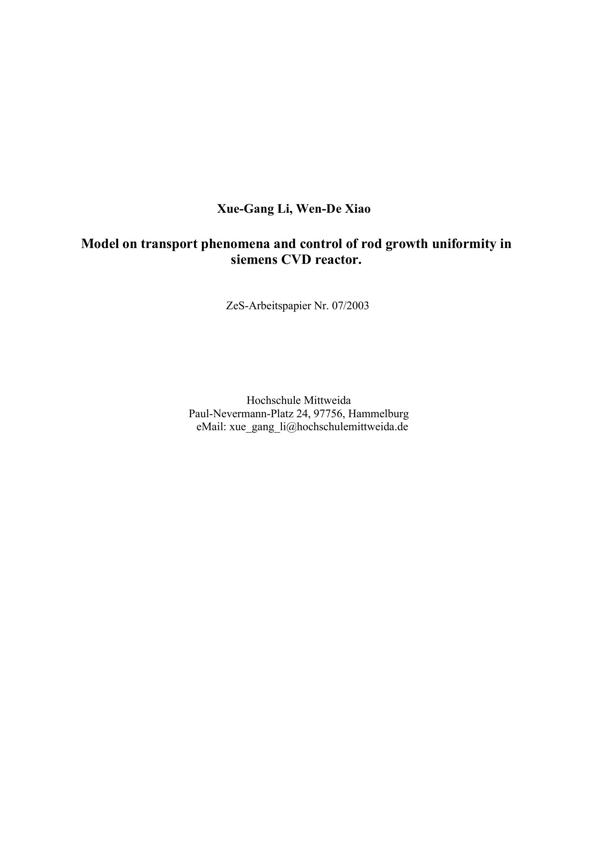 Xue-Gang Li, Wen-De Xiao
Model on transport phenomena and control of rod growth uniformity in
siemens CVD reactor.
ZeS-Arbeitspapier Nr. 07/2003
Hochschule Mittweida
Paul-Nevermann-Platz 24, 97756, Hammelburg
eMail: xue_gang_li@hochschulemittweida.de